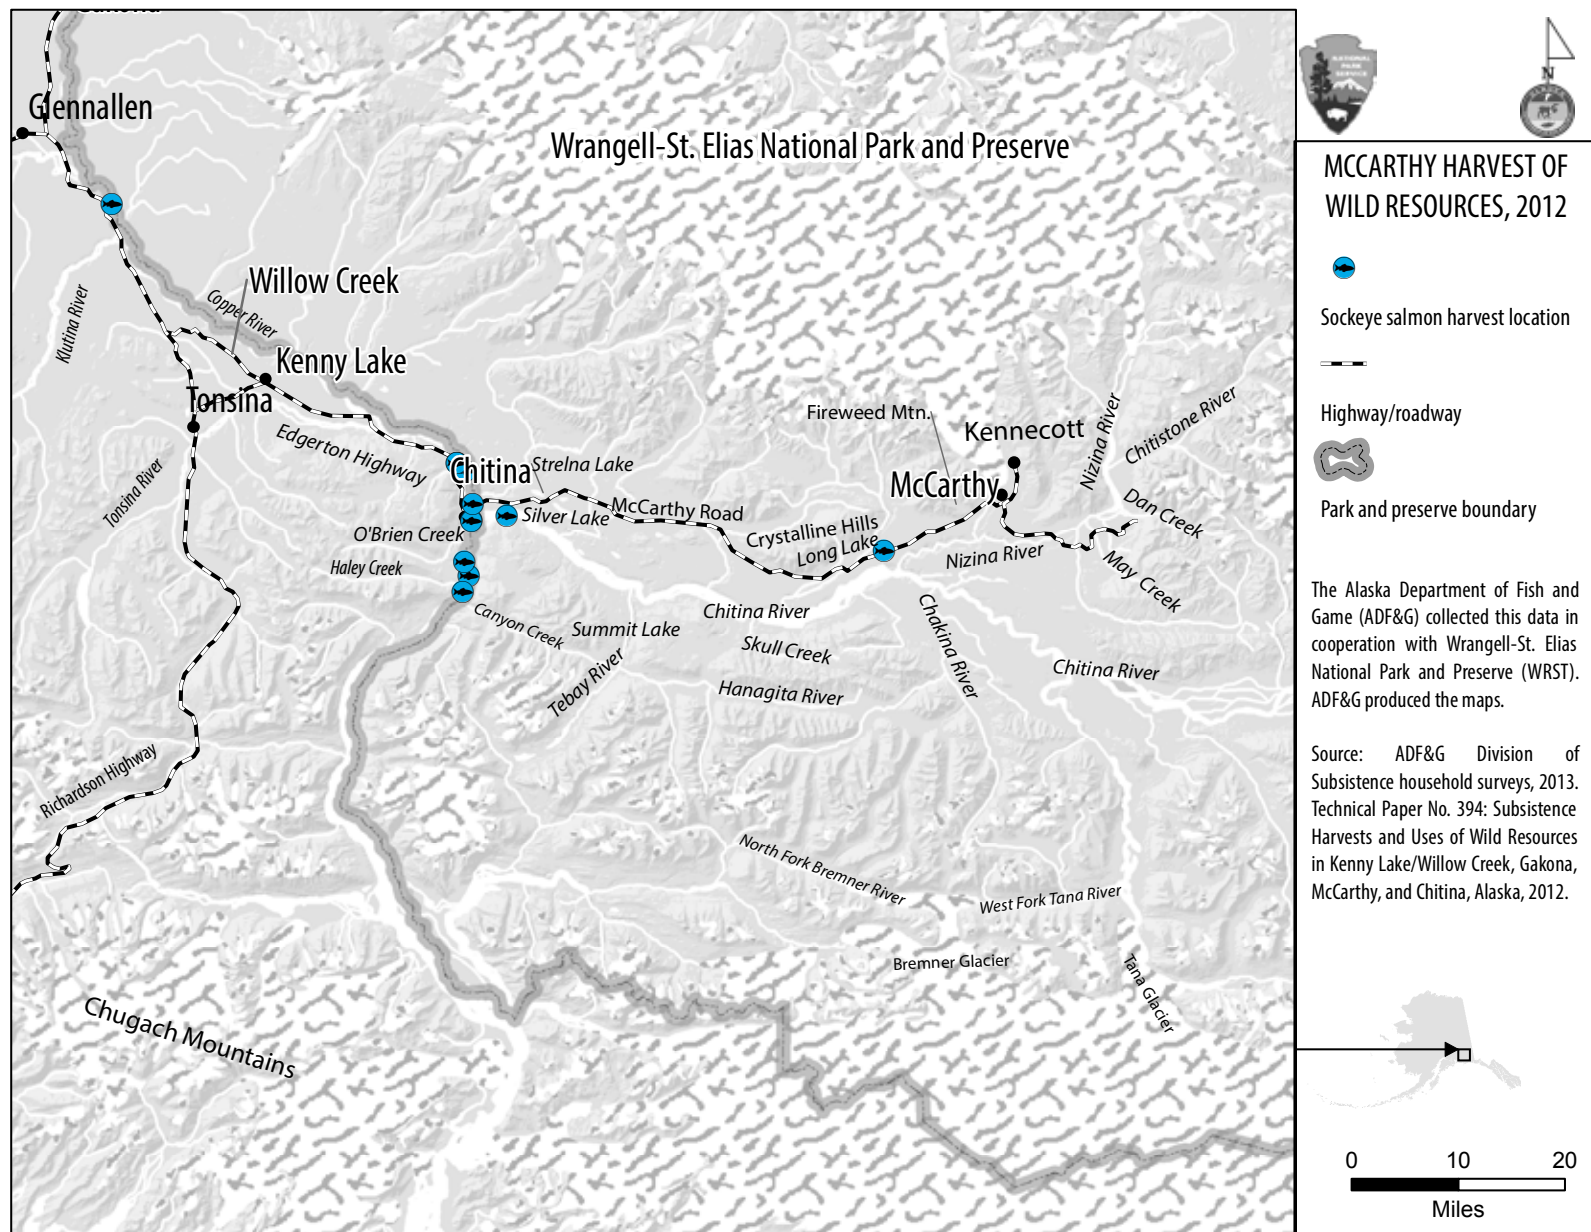 Glennallen
Wrangell-St. Elias National Park and Preserve
Willow Creek
Copper River
Klutina River
Kenny Lake
Tonsina
Edgerton Highway
Tonsina River
Chitina
Strelna Lake
Silver Lake
McCarthy Road
O'Brien Creek
Haley Creek
Canyon Creek
Fireweed Mtn.
Kennecott
McCarthy
Nizina River
Chitistone River
Dan Creek
May Creek
Crystalline Hills
Long Lake
Nizina River
Chitina River
Summit Lake
Tebay River
Skull Creek
Hanagita River
Chakina River
Chitina River
Richardson Highway
North Fork Bremner River
West Fork Tana River
Bremner Glacier
Tana Glacier
Chugach Mountains
NATIONAL
PARK
SERVICE
N
MCCARTHY HARVEST OF
WILD RESOURCES, 2012
Sockeye salmon harvest location
Highway/roadway
Park and preserve boundary
The Alaska Department of Fish and
Game (ADF&G) collected this data in
cooperation with Wrangell-St. Elias
National Park and Preserve (WRST).
ADF&G produced the maps.
Source: ADF&G Division of
Subsistence household surveys, 2013.
Technical Paper No. 394: Subsistence
Harvests and Uses of Wild Resources
in Kenny Lake/Willow Creek, Gakona,
McCarthy, and Chitina, Alaska, 2012.
0 10 20
Miles